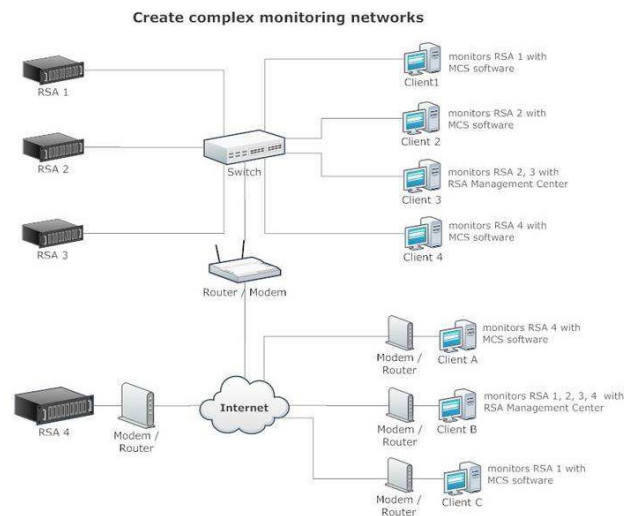 Create complex monitoring networks
RSA 1
monitors RSA 1 with
MCS software
Client1
RSA 2
monitors RSA 2 with
MCS software
Client 2
Switch
monitors RSA 2, 3 with
RSA Management Center
Client 3
RSA 3
monitors RSA 4 with
MCS software
Client 4
Router / Modem
monitors RSA 4 with
MCS software
Modem /
Router
Client A
Internet
RSA 4
Modem /
Router
monitors RSA 1, 2, 3, 4 with
RSA Management Center
Modem /
Router
Client B
monitors RSA 1 with
MCS software
Modem /
Router
Client C